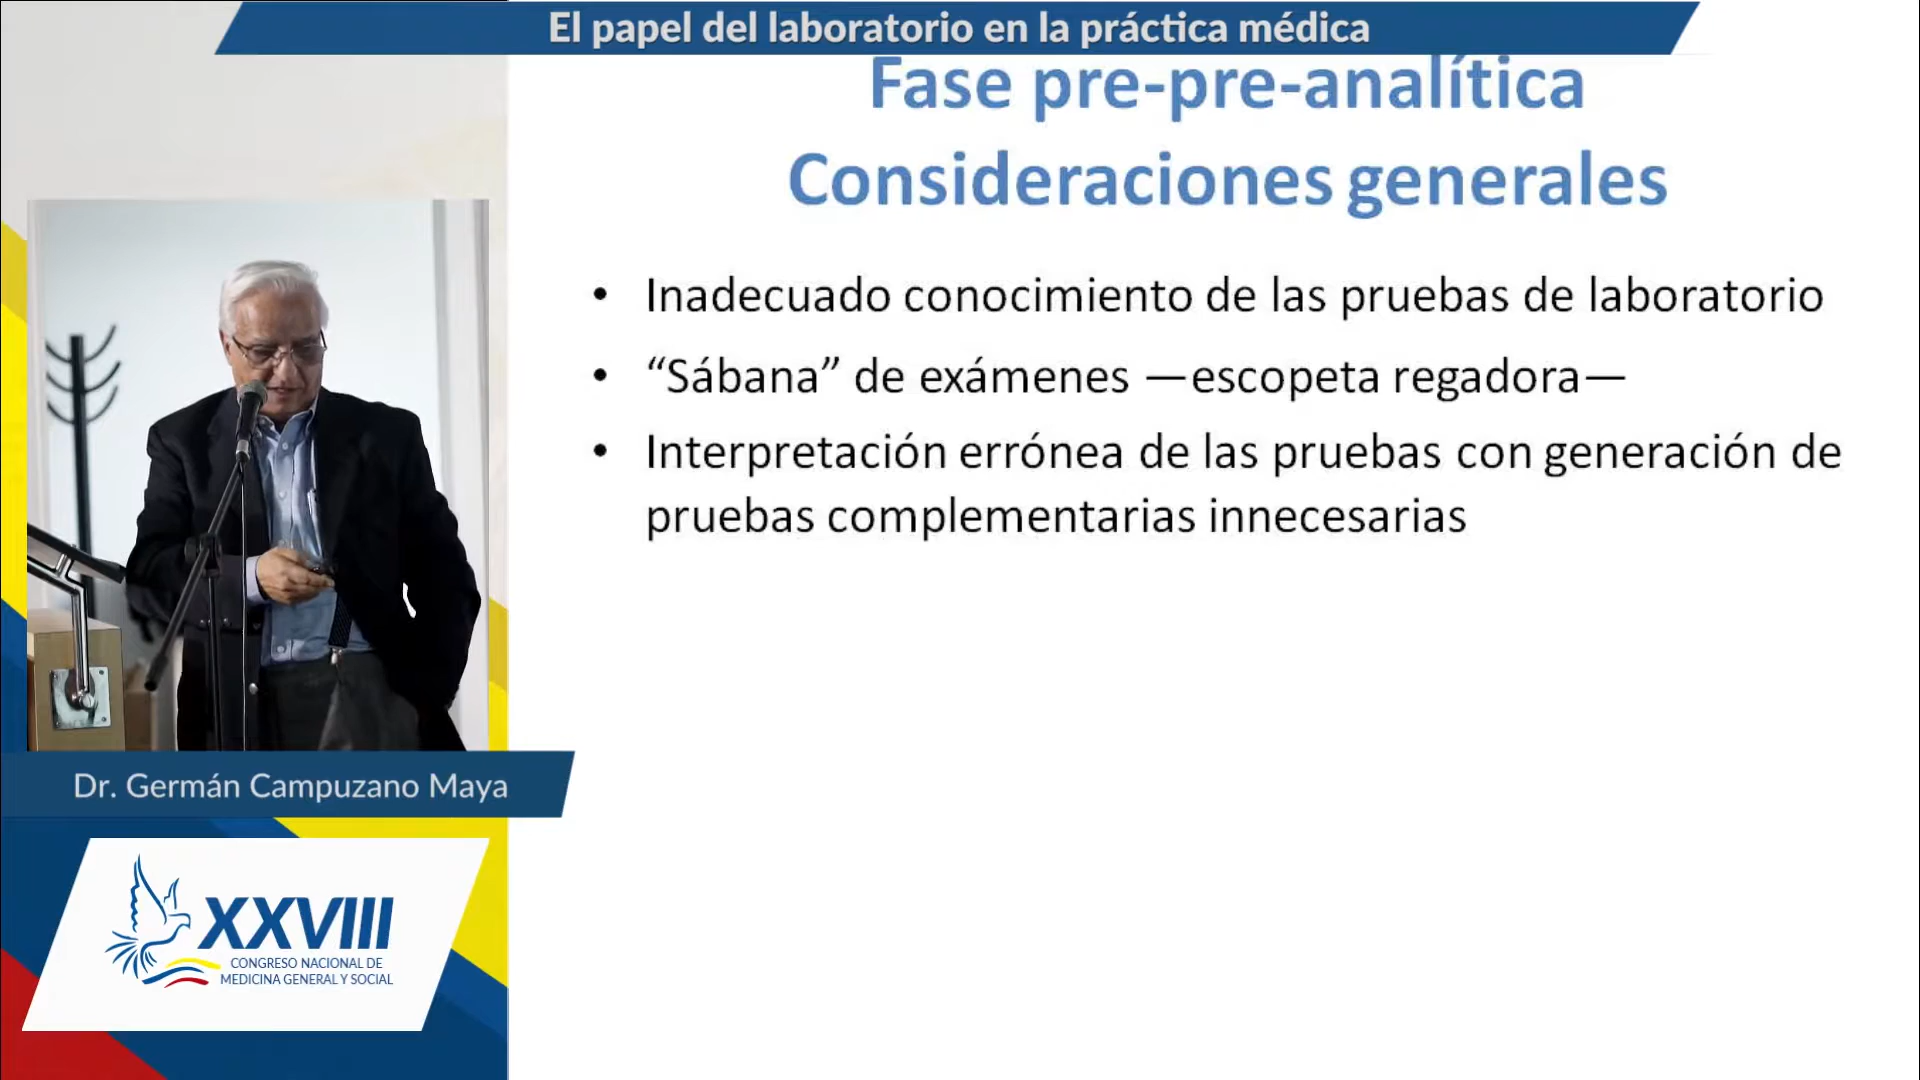 El papel del laboratorio en la práctica médica
Fase pre-pre-analítica
Consideraciones generales
• Inadecuado conocimiento de las pruebas de laboratorio
• “Sábana” de exámenes —escopeta regadora—
• Interpretación errónea de las pruebas con generación de
pruebas complementarias innecesarias
Dr. Germán Campuzano Maya
XXVIII
CONGRESO NACIONAL DE
MEDICINA GENERAL Y SOCIAL